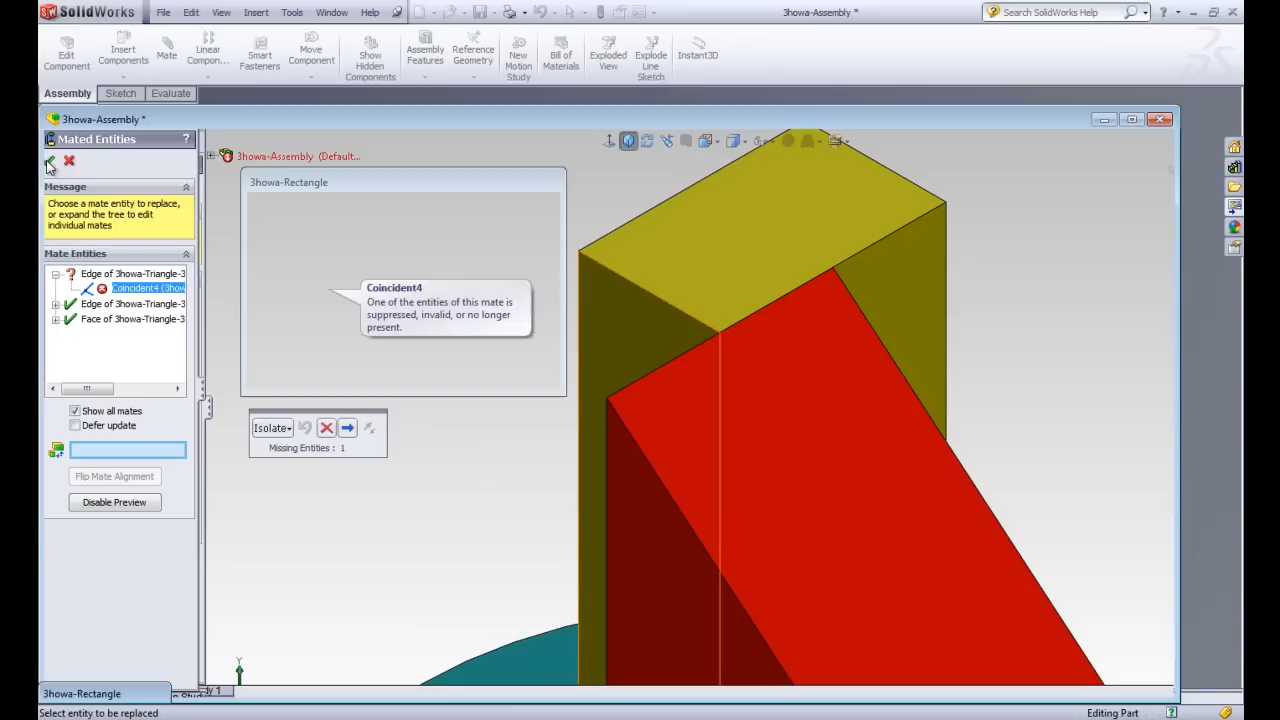 SolidWorks File Edit View Insert Tools Window Help 3howa-Assembly * Search SolidWorks Help
Edit Component
Insert Components
Mate
Linear Compon...
Smart Fasteners
Move Component
Show Hidden Components
Assembly Features
Reference Geometry
New Motion Study
Bill of Materials
Exploded View
Explode Line Sketch
Instant3D
Assembly Sketch Evaluate
3howa-Assembly *
Mated Entities ?
3howa-Assembly (Default...
Message
Choose a mate entity to replace,
or expand the tree to edit
individual mates
Mate Entities
Edge of 3howa-Triangle-3
Coincident4 (3how
Edge of 3howa-Triangle-3
Face of 3howa-Triangle-3
Show all mates
Defer update
Flip Mate Alignment
Disable Preview
3howa-Rectangle
Coincident4
One of the entities of this mate is
suppressed, invalid, or no longer
present.
Isolate
Missing Entities : 1
Y
3howa-Rectangle
Select entity to be replaced
Editing Part